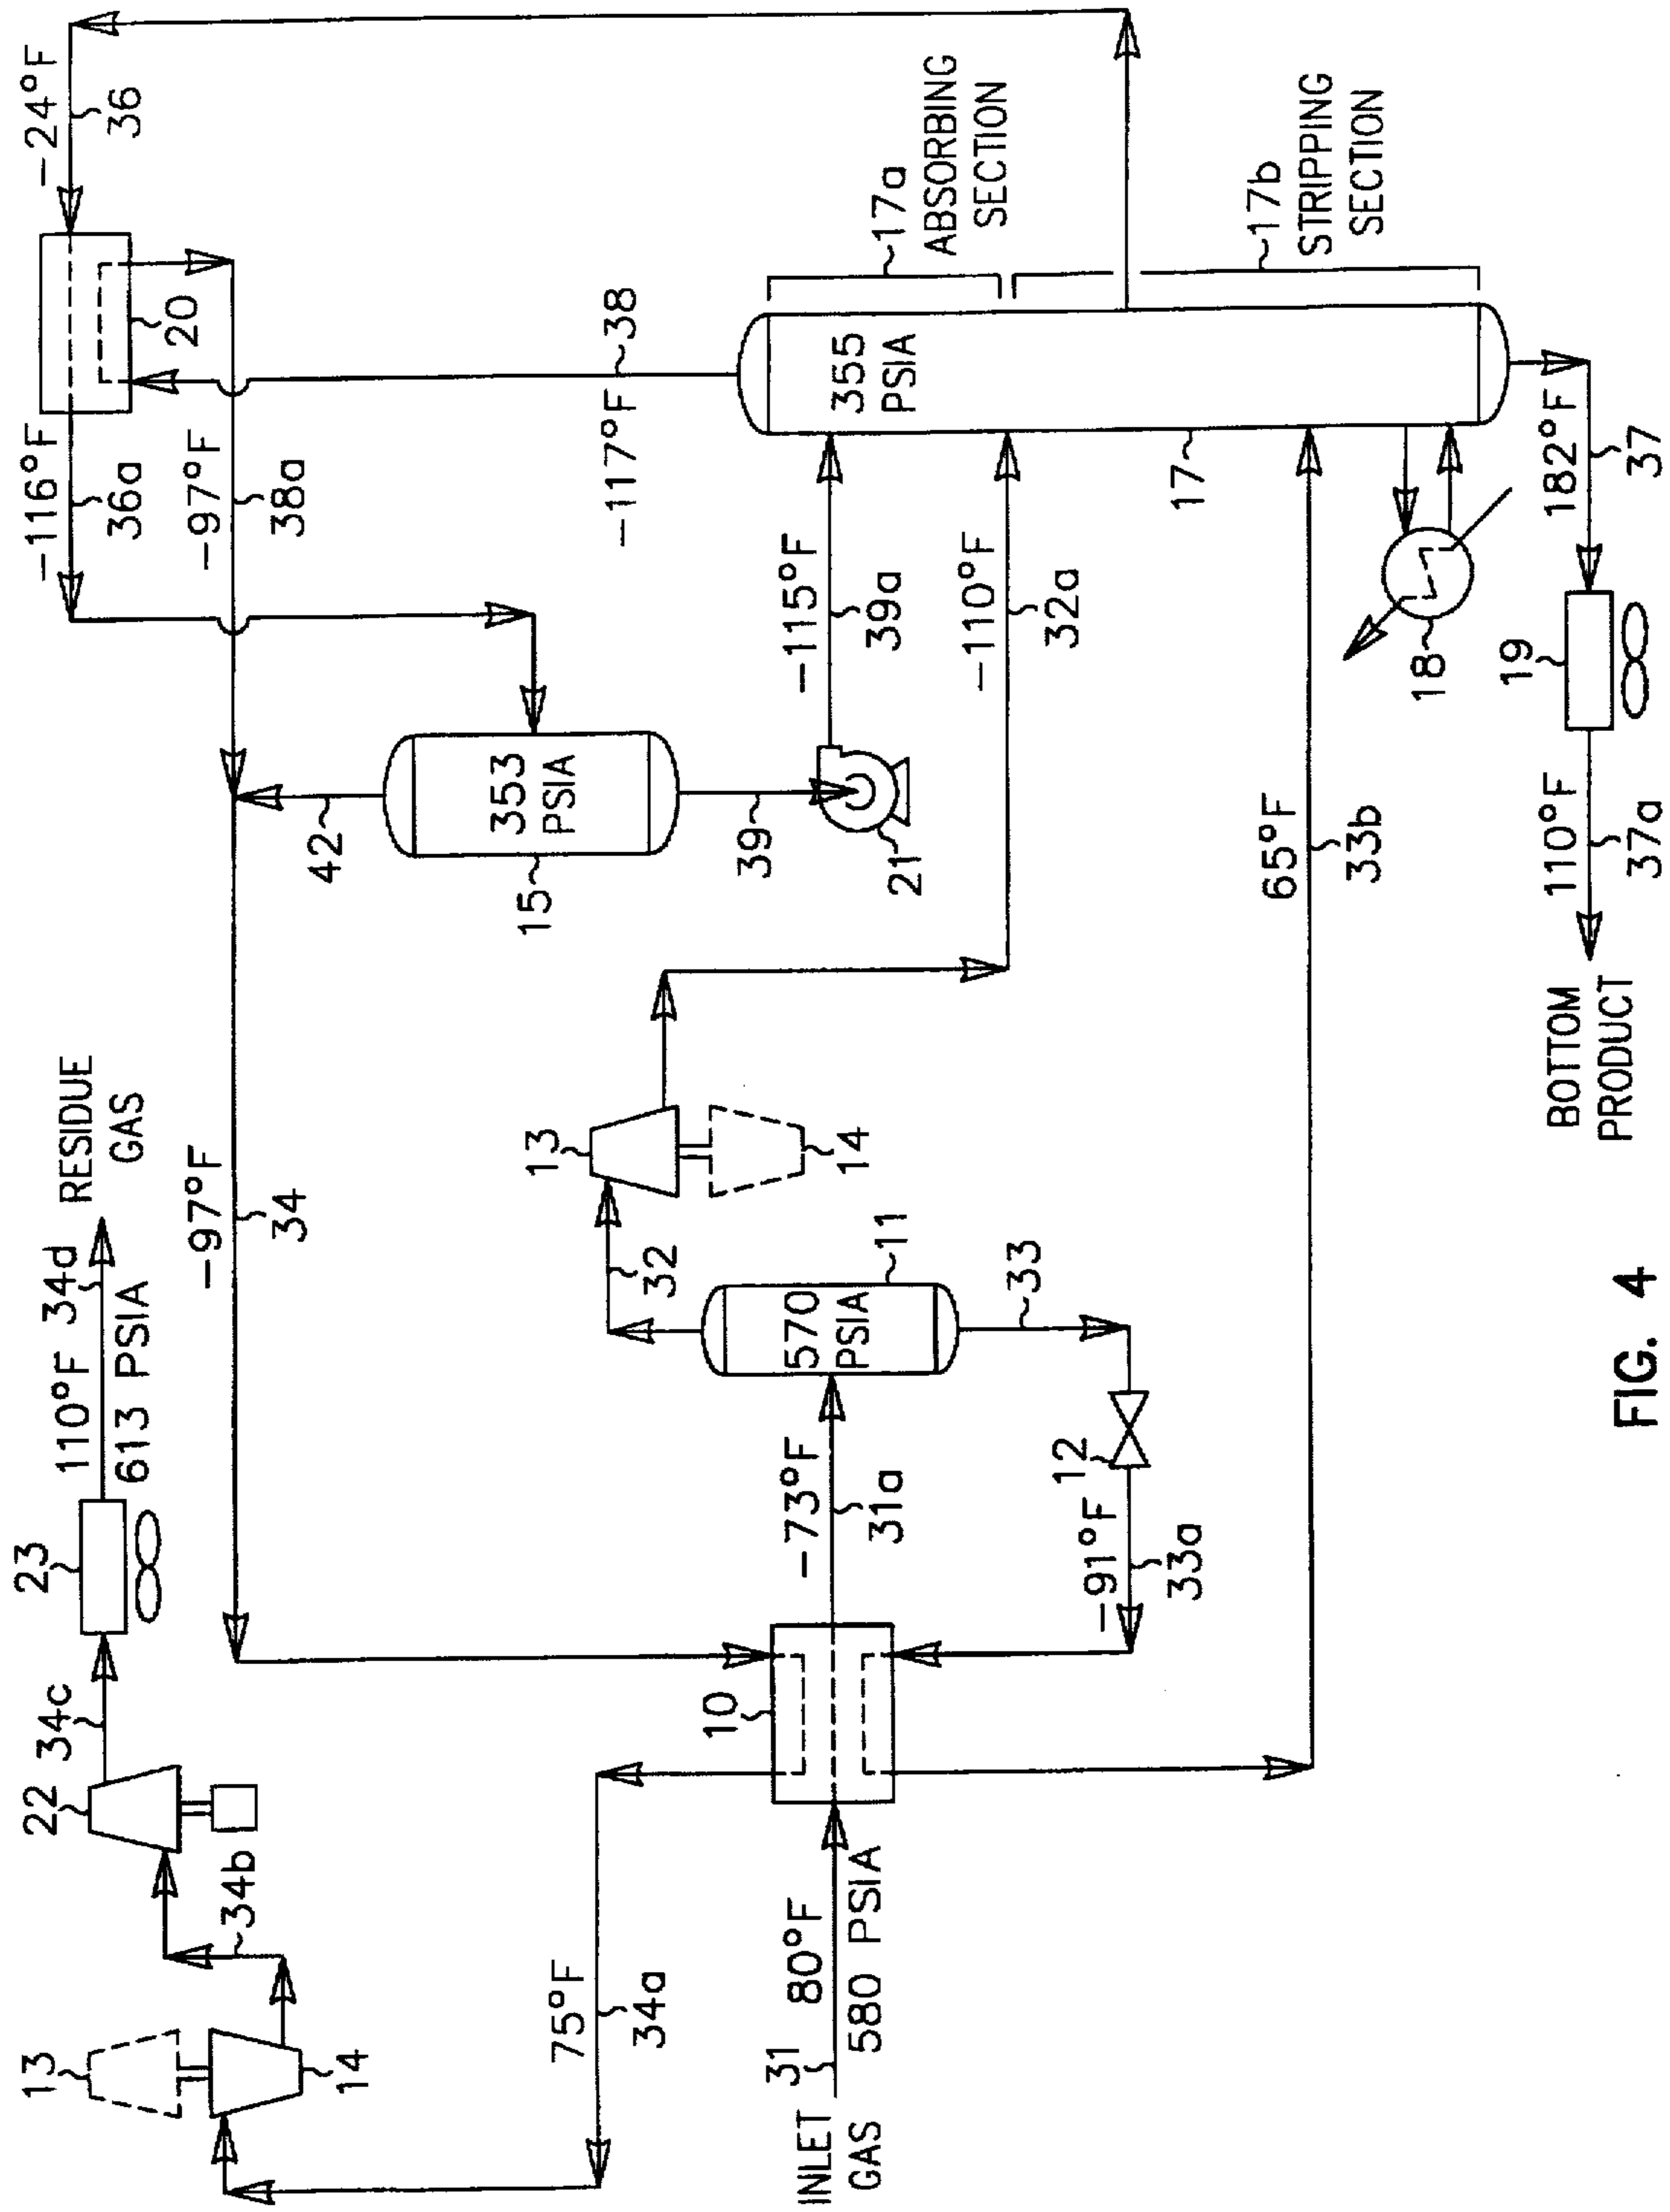 −24°F
36
20
−116°F
36a
−97°F
38a
−117°F
38
17a
ABSORBING
SECTION
17b
STRIPPING
SECTION
355
PSIA
17
−115°F
39a
−110°F
32a
353
PSIA
15
42
39
21
18
182°F
37
19
110°F
37a
BOTTOM
PRODUCT
65°F
33b
RESIDUE
GAS
110°F 34d
613 PSIA
23
34c
22
34b
13
14
−97°F
34
13
14
32
11
570
PSIA
33
12
−91°F
33a
−73°F
31a
10
75°F
34a
INLET 31 80°F
GAS 580 PSIA
FIG. 4